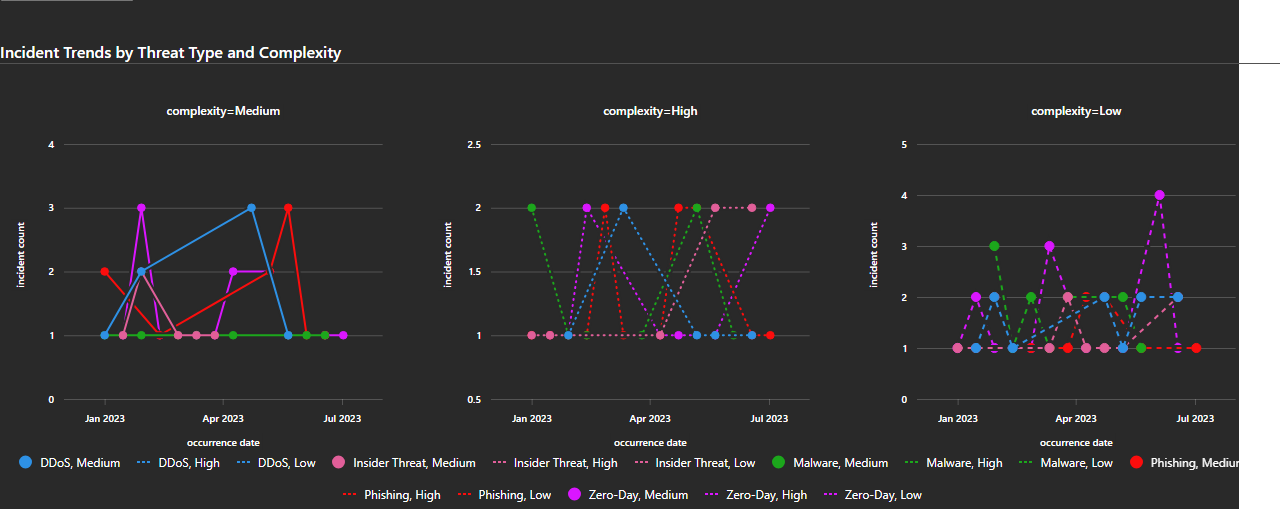 Incident Trends by Threat Type and Complexity
complexity=Medium
4
3
2
1
0
incident count
Jan 2023 Apr 2023 Jul 2023
occurrence date
complexity=High
2.5
2
1.5
1
0.5
incident count
Jan 2023 Apr 2023 Jul 2023
occurrence date
complexity=Low
5
4
3
2
1
0
incident count
Jan 2023 Apr 2023 Jul 2023
occurrence date
DDoS, Medium DDoS, High DDoS, Low Insider Threat, Medium Insider Threat, High Insider Threat, Low Malware, Medium Malware, High Malware, Low Phishing,
Phishing, High Phishing, Low Zero-Day, Medium Zero-Day, High Zero-Day, Low